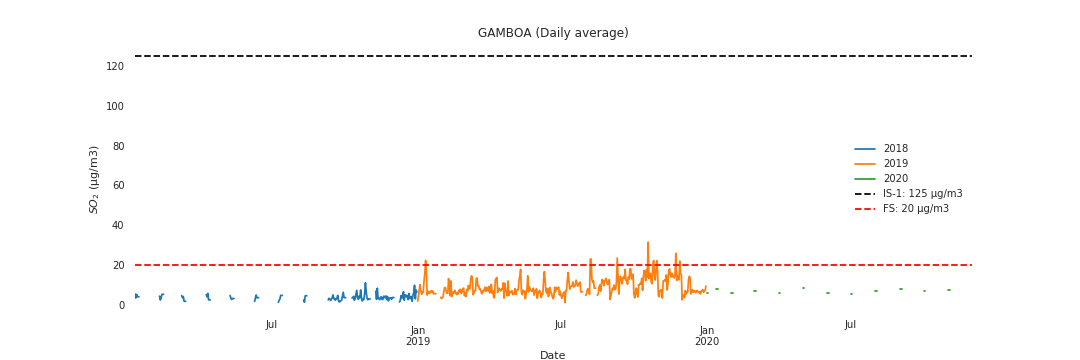 GAMBOA (Daily average)
120
100
80
60
40
20
0
SO₂ (µg/m3)
2018
2019
2020
IS-1: 125 µg/m3
FS: 20 µg/m3
Jul
Jan
2019
Jul
Jan
2020
Jul
Date